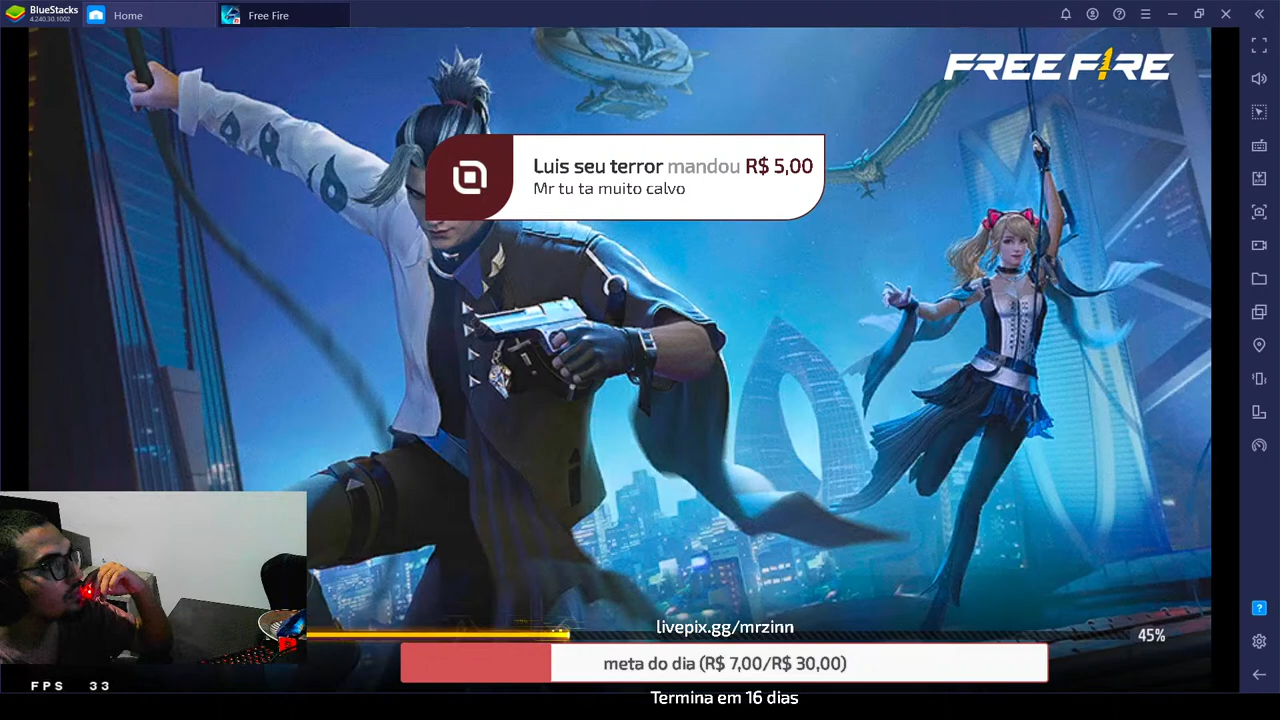 BlueStacks
4.240.30.1002
Home
Free Fire
FREE FIRE
Luis seu terror mandou R$ 5,00
Mr tu ta muito calvo
livepix.gg/mrzinn
45%
meta do dia (R$ 7,00/R$ 30,00)
FPS 33
Termina em 16 dias